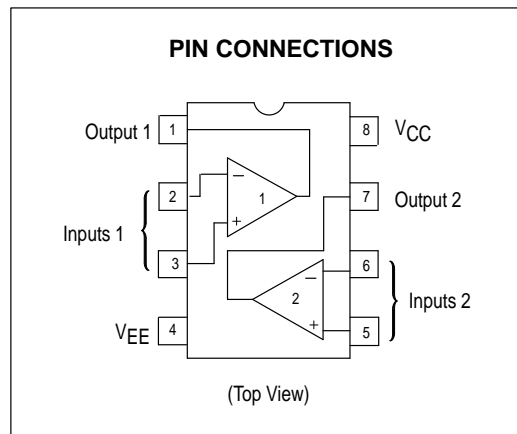 PIN CONNECTIONS
Output 1
1
8
VCC
2
−
1
7
Output 2
Inputs 1
+
3
−
6
2
Inputs 2
VEE
4
+
5
(Top View)